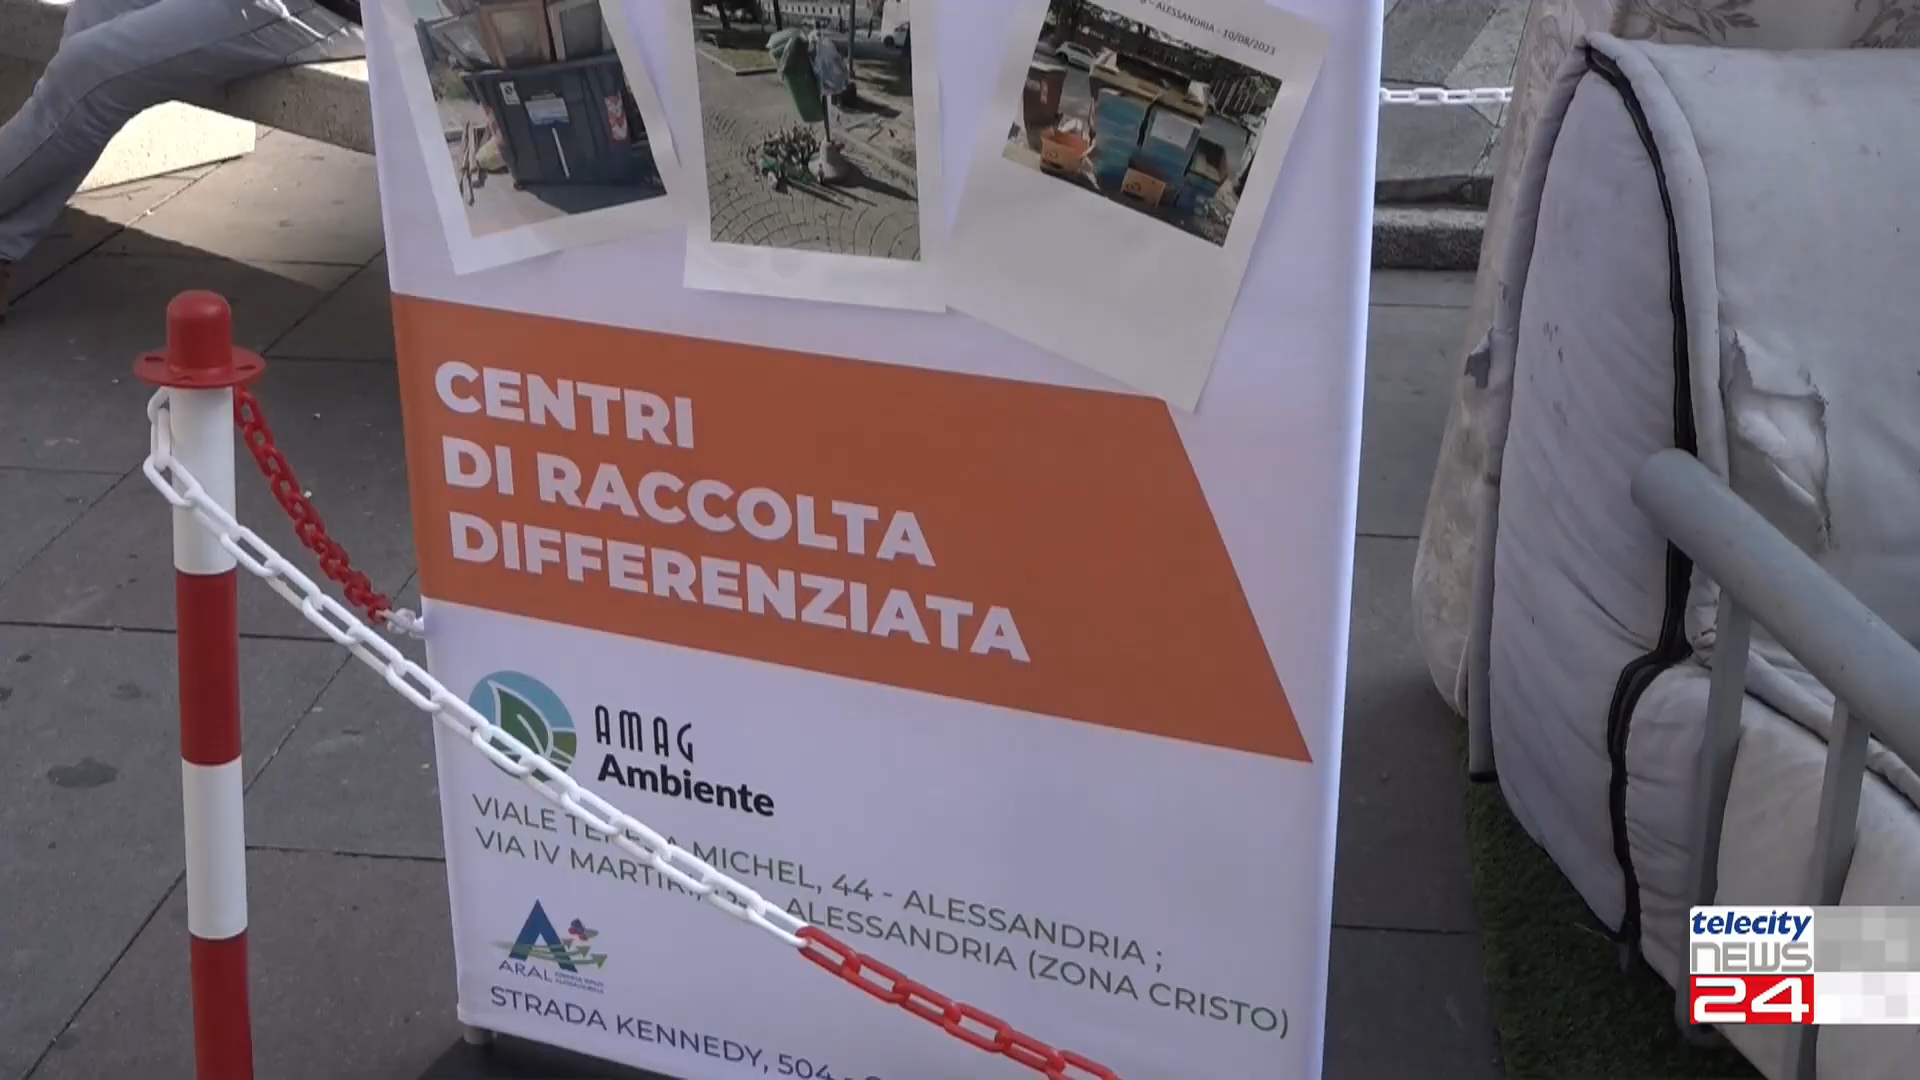 - ALESSANDRIA - 10/08/2023
CENTRI
DI RACCOLTA
DIFFERENZIATA
AMAG
Ambiente
VIALE MICHEL, 44 - ALESSANDRIA ;
VIA IV MARTIRI, ALESSANDRIA (ZONA CRISTO)
ARAL
STRADA KENNEDY, 504 -
telecity
NEWS
24